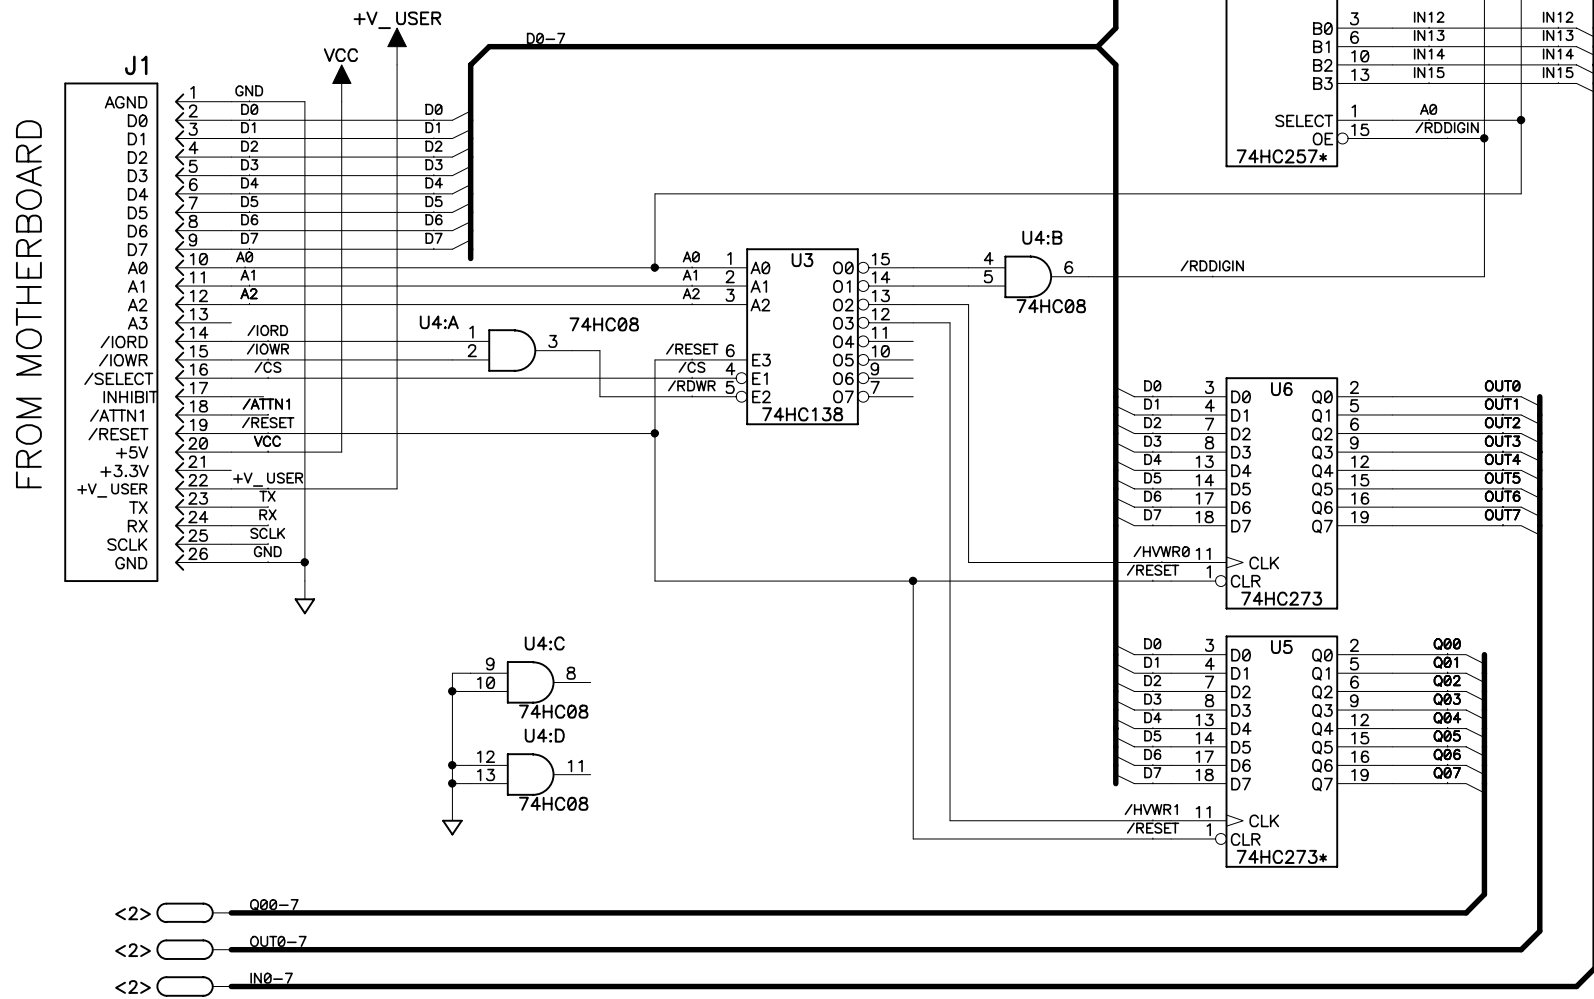 FROM MOTHERBOARD
J1
+V_USER
VCC
D0-7
AGND 1 GND
D0 2 D0 D0
D1 3 D1 D1
D2 4 D2 D2
D3 5 D3 D3
D4 6 D4 D4
D5 7 D5 D5
D6 8 D6 D6
D7 9 D7 D7
A0 10 A0
A1 11 A1
A2 12 A2
A3 13
/IORD 14 /IORD
/IOWR 15 /IOWR
/SELECT 16 /CS
INHIBIT 17
/ATTN1 18 /ATTN1
/RESET 19 /RESET
+5V 20 VCC
+3.3V 21
+V_USER 22 +V_USER
TX 23 TX
RX 24 RX
SCLK 25 SCLK
GND 26 GND
U4:A
1
2
3
74HC08
U3
A0 1 A0 O0 15
A1 2 A1 O1 14
A2 3 A2 O2 13
O3 12
O4 11
/RESET 6 E3 O5 10
/CS 4 E1 O6 9
/RDWR 5 E2 O7 7
74HC138
U4:B
4
5
6
74HC08
/RDDIGIN
B0 3 IN12 IN12
B1 6 IN13 IN13
B2 10 IN14 IN14
B3 13 IN15 IN15
SELECT 1 A0
OE 15 /RDDIGIN
74HC257*
U6
D0 3 D0 Q0 2 OUT0
D1 4 D1 Q1 5 OUT1
D2 7 D2 Q2 6 OUT2
D3 8 D3 Q3 9 OUT3
D4 13 D4 Q4 12 OUT4
D5 14 D5 Q5 15 OUT5
D6 17 D6 Q6 16 OUT6
D7 18 D7 Q7 19 OUT7
/HVWR0 11 CLK
/RESET 1 CLR
74HC273
U4:C
9
10
8
74HC08
U4:D
12
13
11
74HC08
U5
D0 3 D0 Q0 2 Q00
D1 4 D1 Q1 5 Q01
D2 7 D2 Q2 6 Q02
D3 8 D3 Q3 9 Q03
D4 13 D4 Q4 12 Q04
D5 14 D5 Q5 15 Q05
D6 17 D6 Q6 16 Q06
D7 18 D7 Q7 19 Q07
/HVWR1 11 CLK
/RESET 1 CLR
74HC273*
<2> Q00-7
<2> OUT0-7
<2> IN0-7